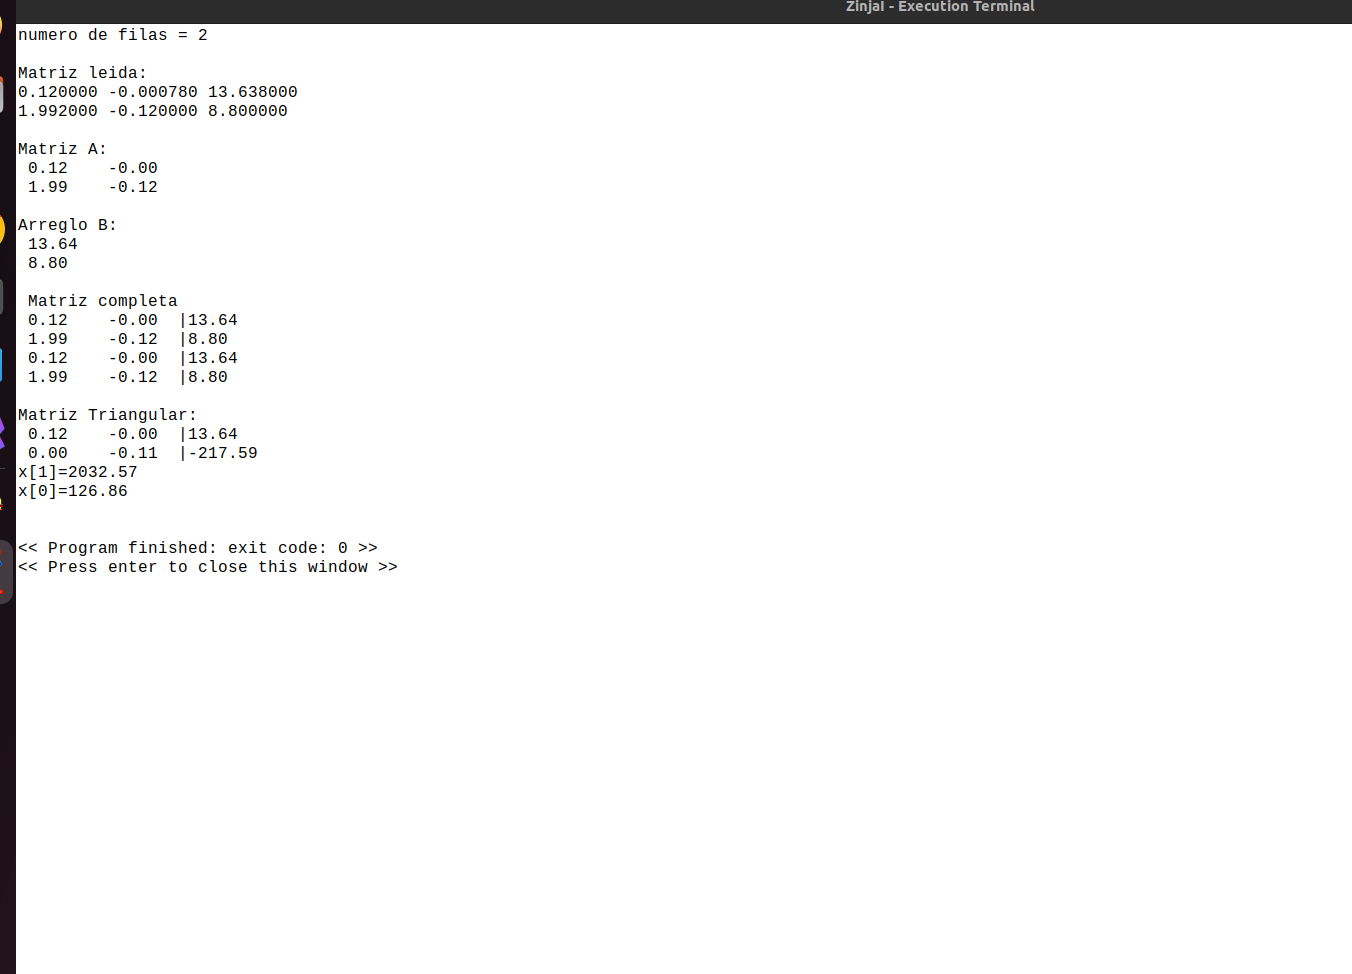 ZinjaI - Execution Terminal
numero de filas = 2
Matriz leida:
0.120000 -0.000780 13.638000
1.992000 -0.120000 8.800000
Matriz A:
0.12    -0.00
1.99    -0.12
Arreglo B:
13.64
8.80
Matriz completa
0.12    -0.00  |13.64
1.99    -0.12  |8.80
0.12    -0.00  |13.64
1.99    -0.12  |8.80
Matriz Triangular:
0.12    -0.00  |13.64
0.00    -0.11  |-217.59
x[1]=2032.57
x[0]=126.86
<< Program finished: exit code: 0 >>
<< Press enter to close this window >>